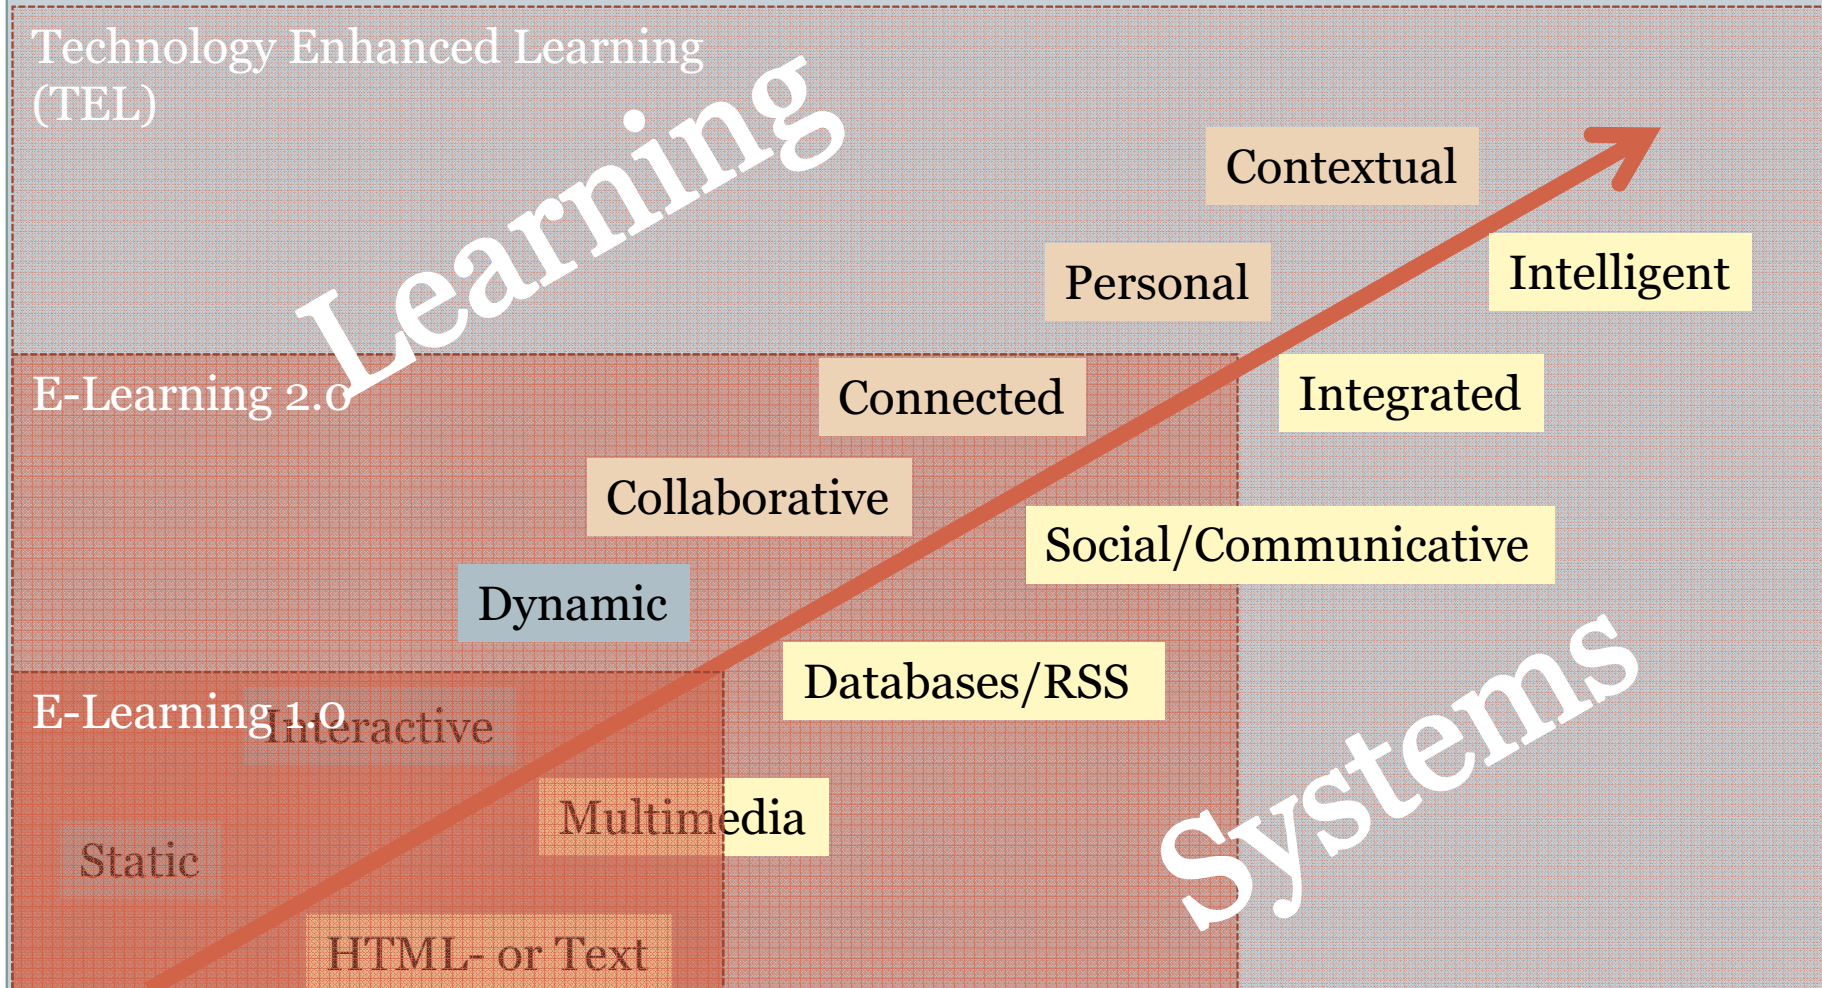 Technology Enhanced Learning
(TEL)
Learning
Contextual
Personal
Intelligent
E-Learning 2.0
Connected
Integrated
Collaborative
Social/Communicative
Dynamic
Databases/RSS
Systems
E-Learning 1.0
Interactive
Multimedia
Static
HTML- or Text